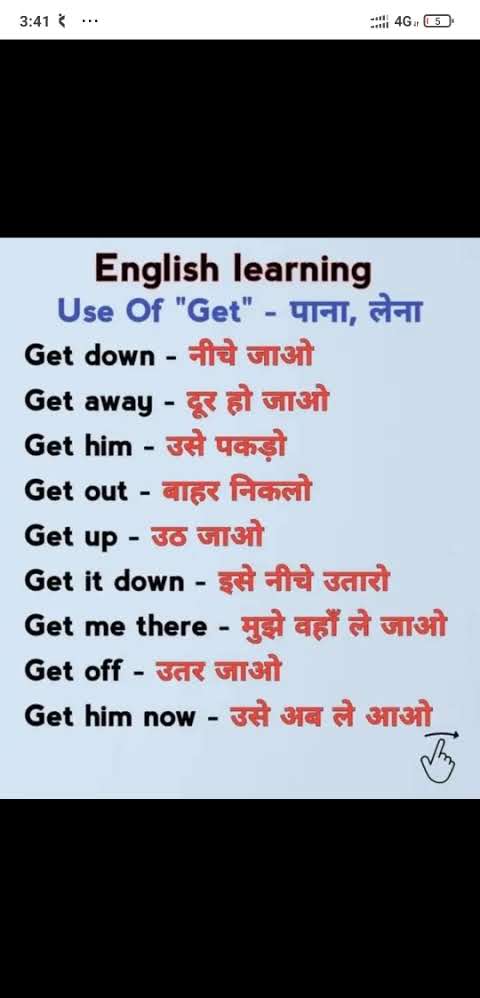 3:41
4G
5
English learning
Use Of "Get" - पाना, लेना
Get down - नीचे जाओ
Get away - दूर हो जाओ
Get him - उसे पकड़ो
Get out - बाहर निकलो
Get up - उठ जाओ
Get it down - इसे नीचे उतारो
Get me there - मुझे वहाँ ले जाओ
Get off - उतर जाओ
Get him now - उसे अब ले आओ